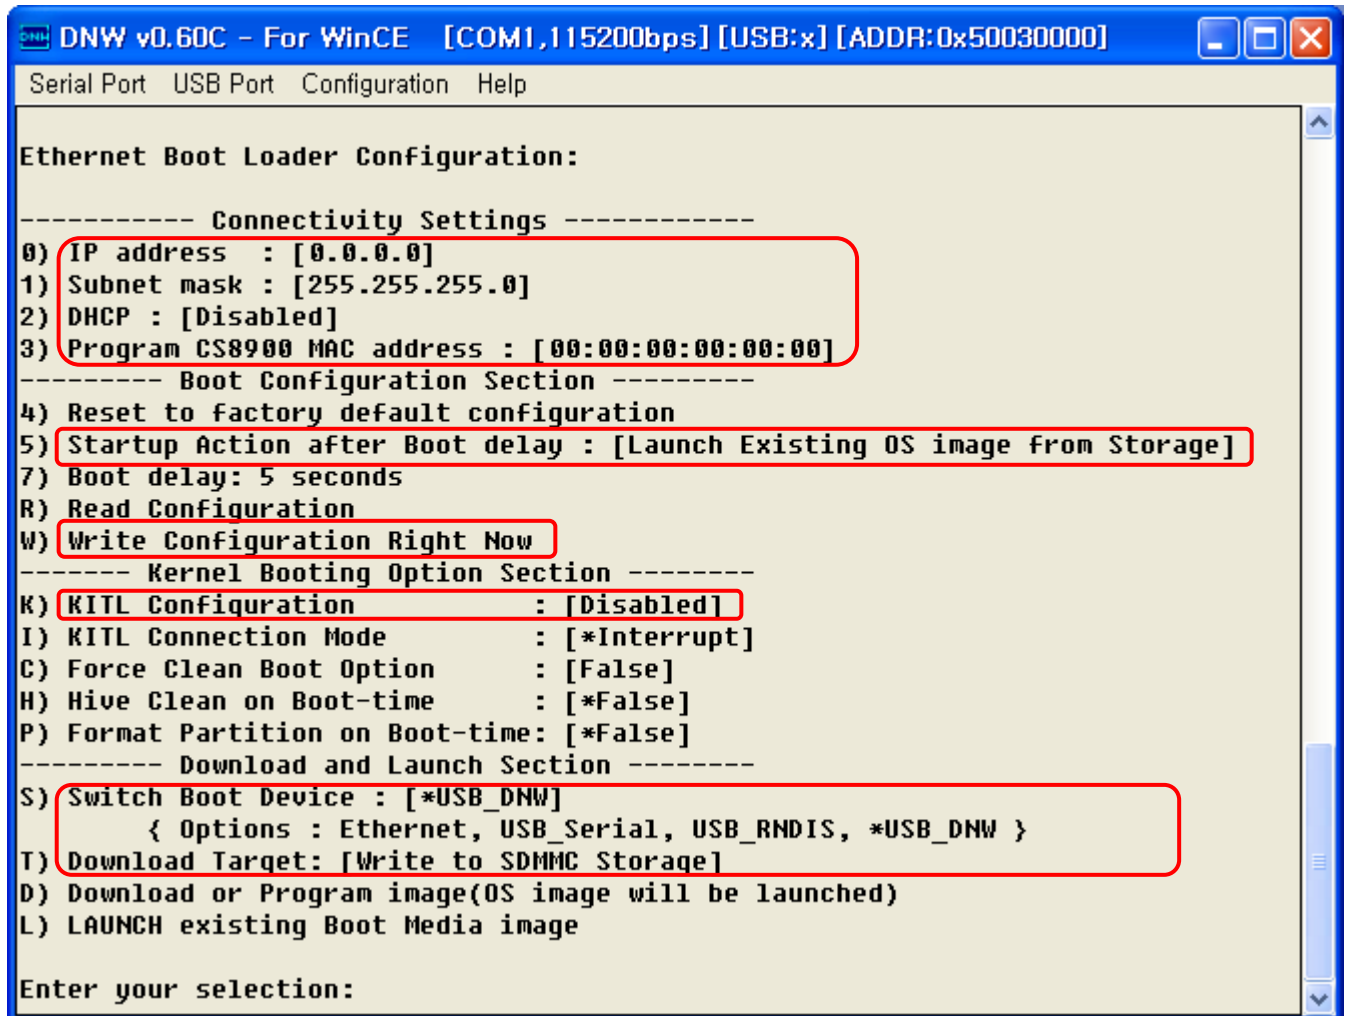 DNW DNW v0.60C - For WinCE [COM1,115200bps][USB:x][ADDR:0x50030000]
Serial Port USB Port Configuration Help
Ethernet Boot Loader Configuration:
----------- Connectivity Settings ------------
0) IP address  : [0.0.0.0]
1) Subnet mask : [255.255.255.0]
2) DHCP : [Disabled]
3) Program CS8900 MAC address : [00:00:00:00:00:00]
--------- Boot Configuration Section ---------
4) Reset to factory default configuration
5) Startup Action after Boot delay : [Launch Existing OS image from Storage]
7) Boot delay: 5 seconds
R) Read Configuration
W) Write Configuration Right Now
------- Kernel Booting Option Section --------
K) KITL Configuration          : [Disabled]
I) KITL Connection Mode        : [*Interrupt]
C) Force Clean Boot Option     : [False]
H) Hive Clean on Boot-time     : [*False]
P) Format Partition on Boot-time: [*False]
--------- Download and Launch Section --------
S) Switch Boot Device : [*USB_DNW]
{ Options : Ethernet, USB_Serial, USB_RNDIS, *USB_DNW }
T) Download Target: [Write to SDMMC Storage]
D) Download or Program image(OS image will be launched)
L) LAUNCH existing Boot Media image
Enter your selection: